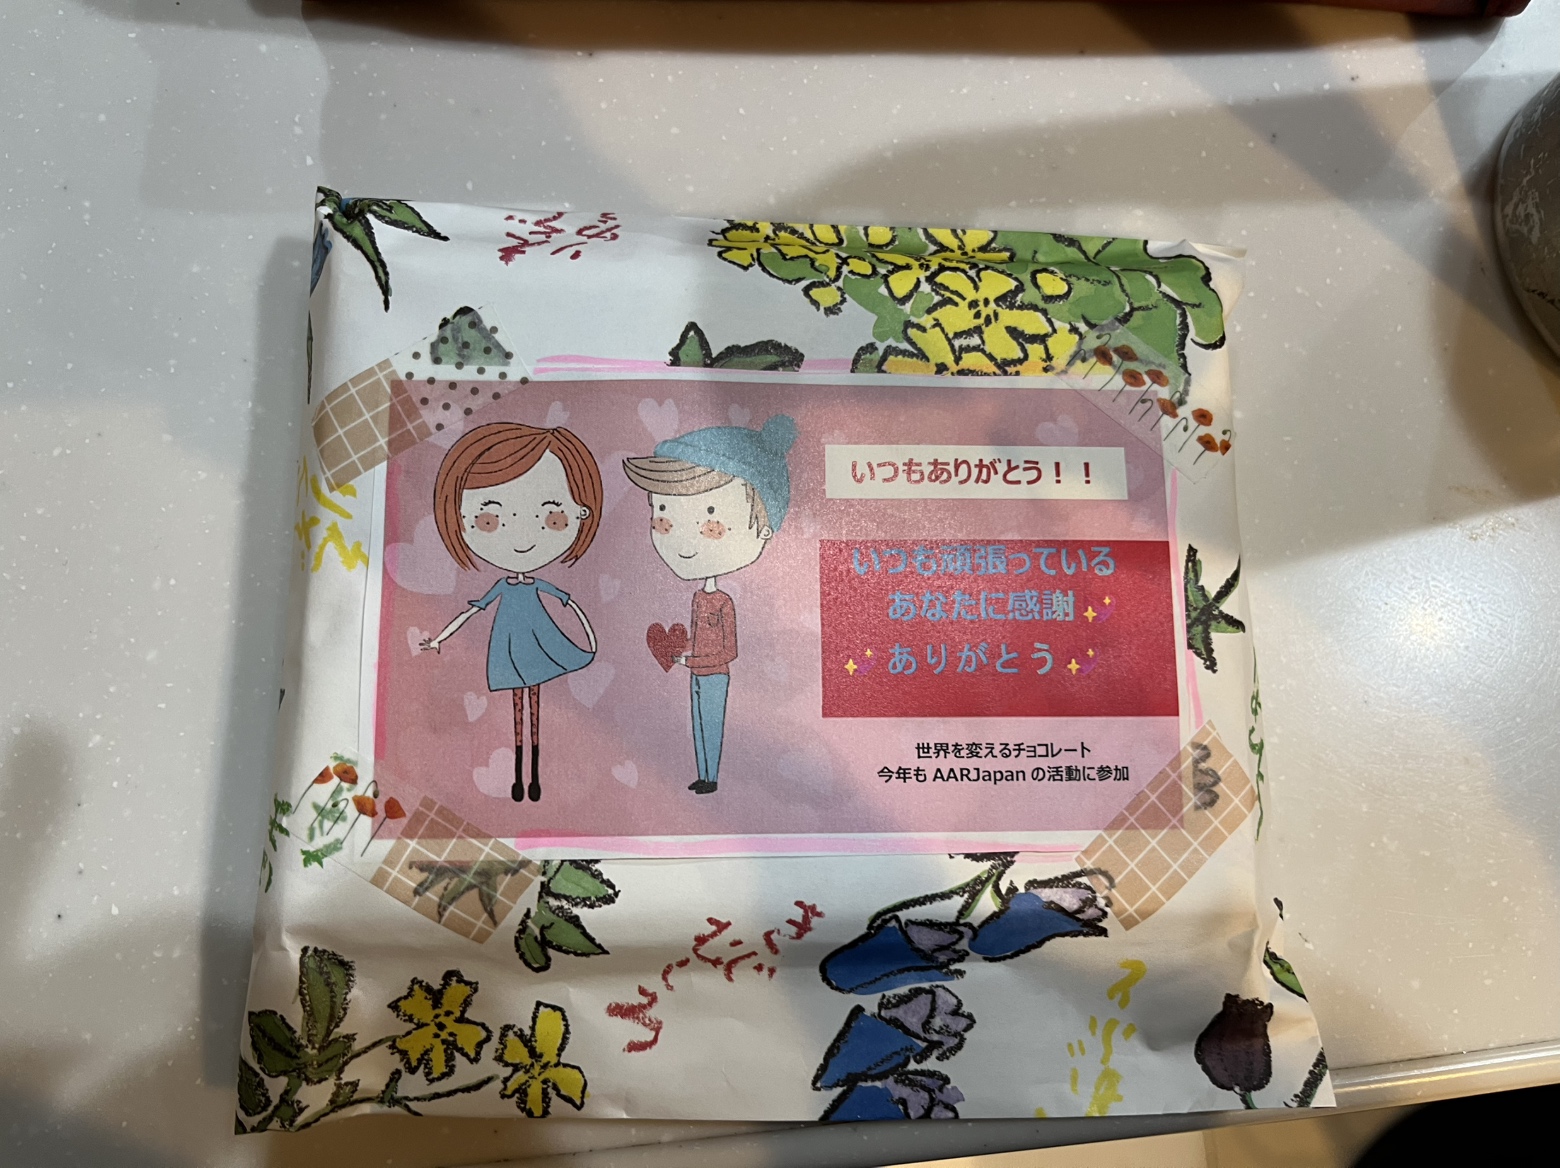 いつもありがとう！！
いつも頑張っている
あなたに感謝✨
✨ありがとう✨
世界を変えるチョコレート
今年も AARJapan の活動に参加